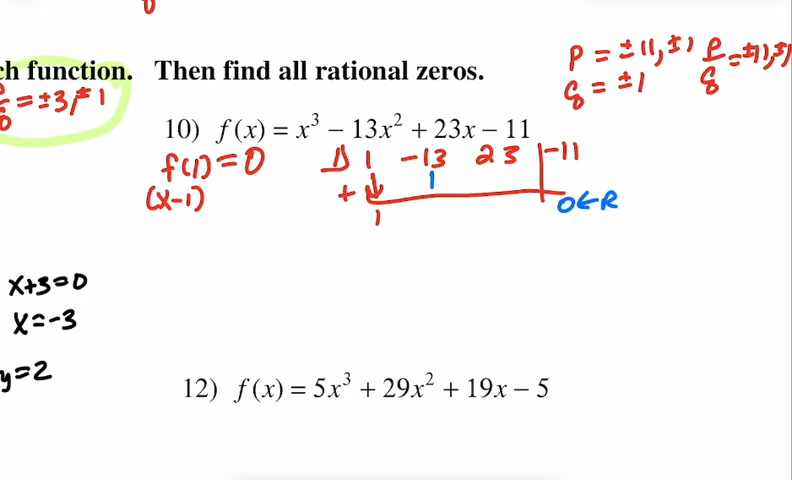 ch function. Then find all rational zeros.
P = ±11, ±1
q = ±1
p/q = ±11, ±1
= ±3, ±1
10) f(x) = x³ − 13x² + 23x − 11
f(1) = 0
(x-1)
1 1 -13 23 -11
+ ↓ 1
1
0 ← R
x+3=0
x=-3
y=2
12) f(x) = 5x³ + 29x² + 19x − 5